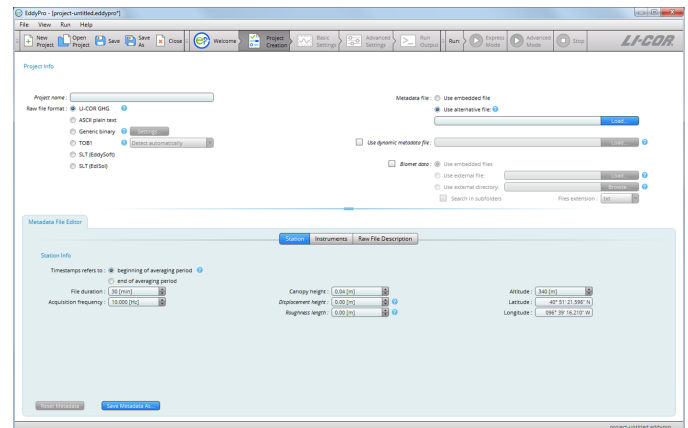 EddyPro - [project-untitled.eddypro*]
File View Run Help
New Project Open Project Save Save As Close Welcome Project Creation Basic Settings Advanced Settings Run Output Run: Express Mode Advanced Mode Stop LI-COR.
Project Info
Project name :
Metadata file : Use embedded file
Raw file format : LI-COR GHG
Use alternative file:
ASCII plain text
Load...
Generic binary Settings...
TOB1 Detect automatically
Use dynamic metadata file : Load...
SLT (EddySoft)
SLT (EdiSol)
Biomet data : Use embedded files
Use external file: Load...
Use external directory: Browse...
Search in subfolders Files extension : .txt
Metadata File Editor
Station Instruments Raw File Description
Station Info
Timestamps refers to : beginning of averaging period
end of averaging period
File duration : 30 [min] Canopy height : 0.04 [m] Altitude : 340 [m]
Acquisition frequency : 10.000 [Hz] Displacement height : 0.00 [m] Latitude : 40° 51' 21.596" N
Roughness length : 0.00 [m] Longitude : 096° 39' 16.210" W
Reset Metadata Save Metadata As...
project-untitled.eddypro